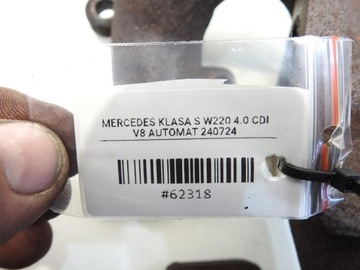 MERCEDES KLASA S W220 4.0 CDI
V8 AUTOMAT 240724
#62318